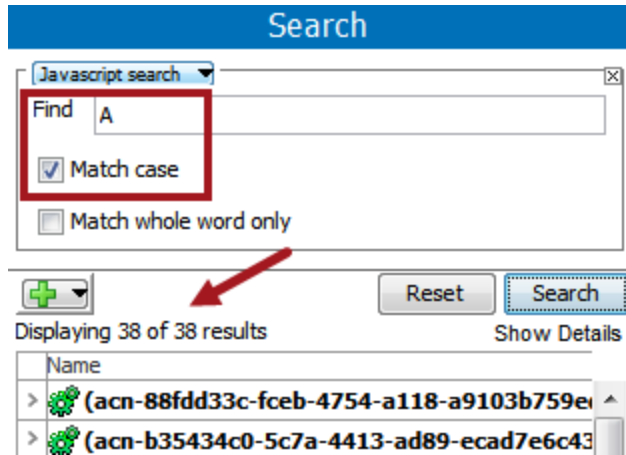 Search
Javascript search
Find A
Match case
Match whole word only
Reset Search
Displaying 38 of 38 results Show Details
Name
(acn-88fdd33c-fceb-4754-a118-a9103b759e
(acn-b35434c0-5c7a-4413-ad89-ecad7e6c43